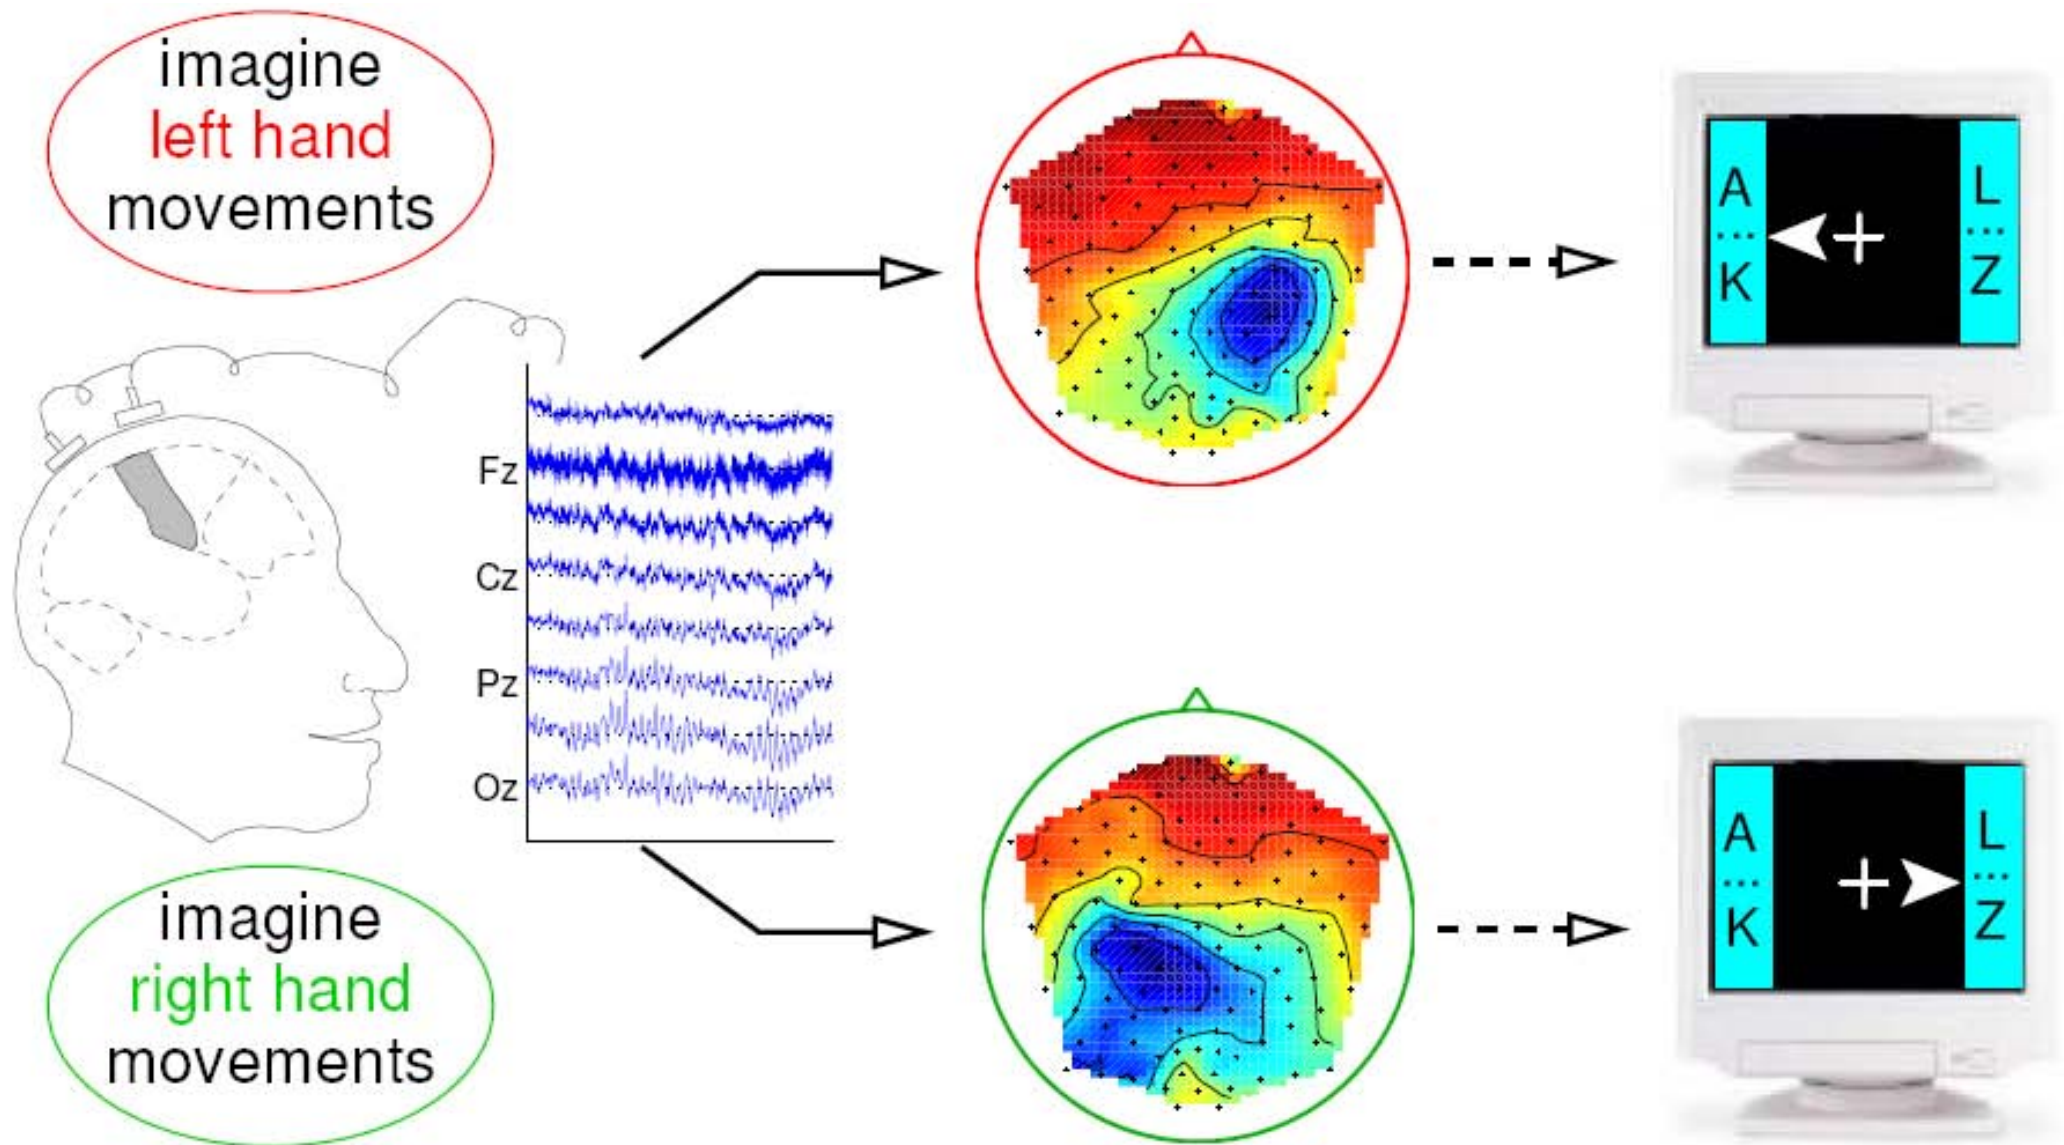 imagine
left hand
movements
Fz
Cz
Pz
Oz
imagine
right hand
movements
A
...
K
L
...
Z
A
...
K
L
...
Z